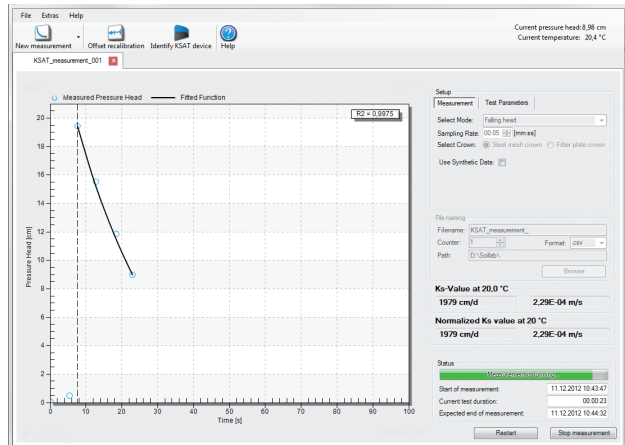 File Extras Help
Current pressure head: 8,98 cm
Current temperature: 20,4 °C
New measurement Offset recalibration Identify KSAT device Help
KSAT_measurement_001
Measured Pressure Head Fitted Function
R2 = 0,9975
20
18
16
14
12
10
8
6
4
2
0
Pressure Head [cm]
0 10 20 30 40 50 60 70 80 90 100
Time [s]
Setup
Measurement Test Parameters
Select Mode: Falling head
Sampling Rate: 00:05 [mm:ss]
Select Crown: Steel mesh crown Filter plate crown
Use Synthetic Data:
File naming
Filename: KSAT_measurement_
Counter: 1 Format: .csv
Path: D:\Soillab\
Browse
Ks-Value at 20,0 °C
1979 cm/d 2,29E-04 m/s
Normalized Ks value at 20 °C
1979 cm/d 2,29E-04 m/s
Status
Measurement is running...
Start of measurement: 11.12.2012 10:43:47
Current test duration: 00:00:23
Expected end of measurement: 11.12.2012 10:44:32
Restart Stop measurement